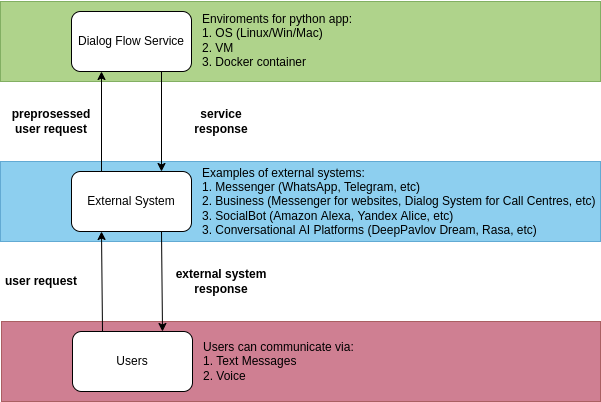 Dialog Flow Service
Enviroments for python app:
1. OS (Linux/Win/Mac)
2. VM
3. Docker container
preprosessed
user request
service
response
External System
Examples of external systems:
1. Messenger (WhatsApp, Telegram, etc)
2. Business (Messenger for websites, Dialog System for Call Centres, etc)
3. SocialBot (Amazon Alexa, Yandex Alice, etc)
3. Conversational AI Platforms (DeepPavlov Dream, Rasa, etc)
user request
external system
response
Users
Users can communicate via:
1. Text Messages
2. Voice